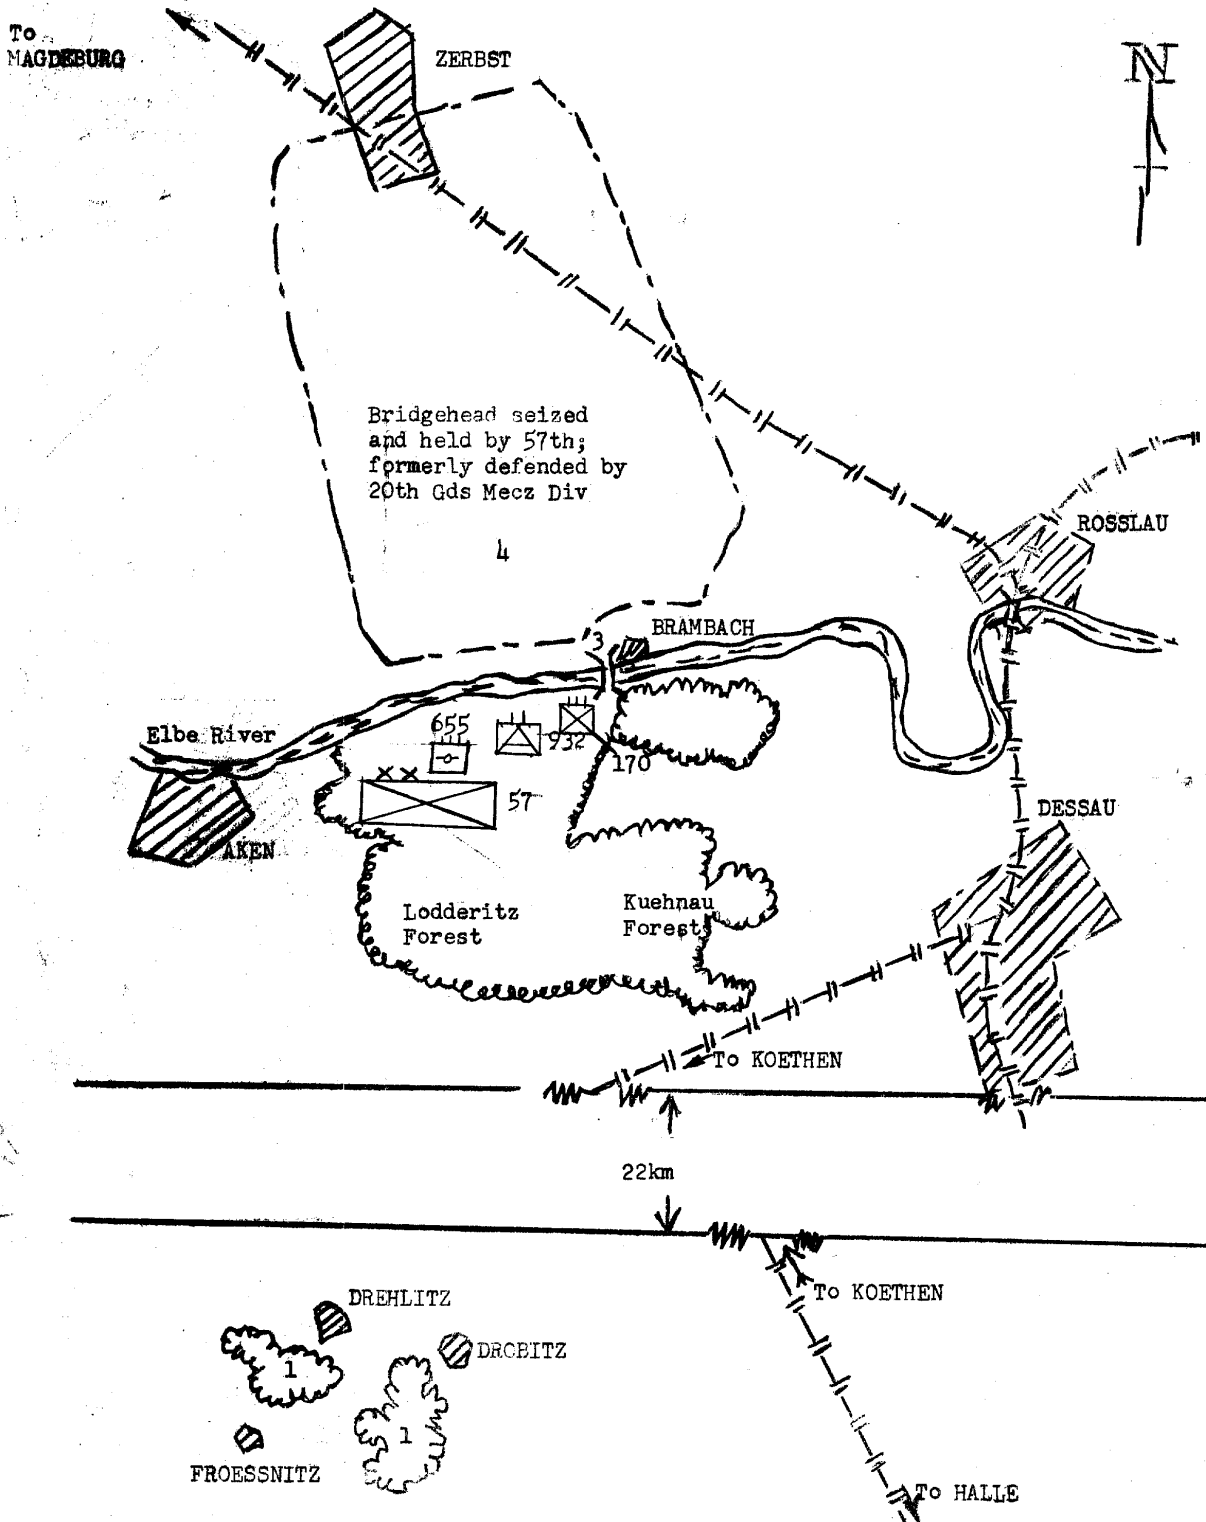 To
MAGDEBURG
ZERBST
N
Bridgehead seized
and held by 57th;
formerly defended by
20th Gds Mecz Div
4
ROSSLAU
3
BRAMBACH
Elbe River
655
932
170
57
AKEN
DESSAU
Lodderitz
Forest
Kuehnau
Forest
To KOETHEN
22km
To KOETHEN
DREHLITZ
DROBITZ
1
1
FROESSNITZ
To HALLE